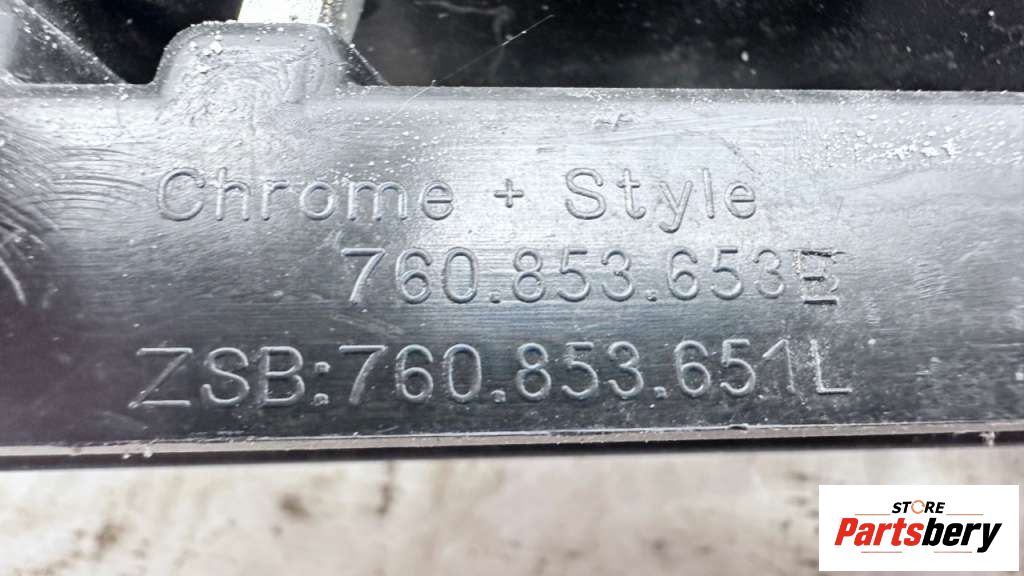 Chrome + Style
760.853.653E
ZSB:760.853.651L
STORE
Partsbery